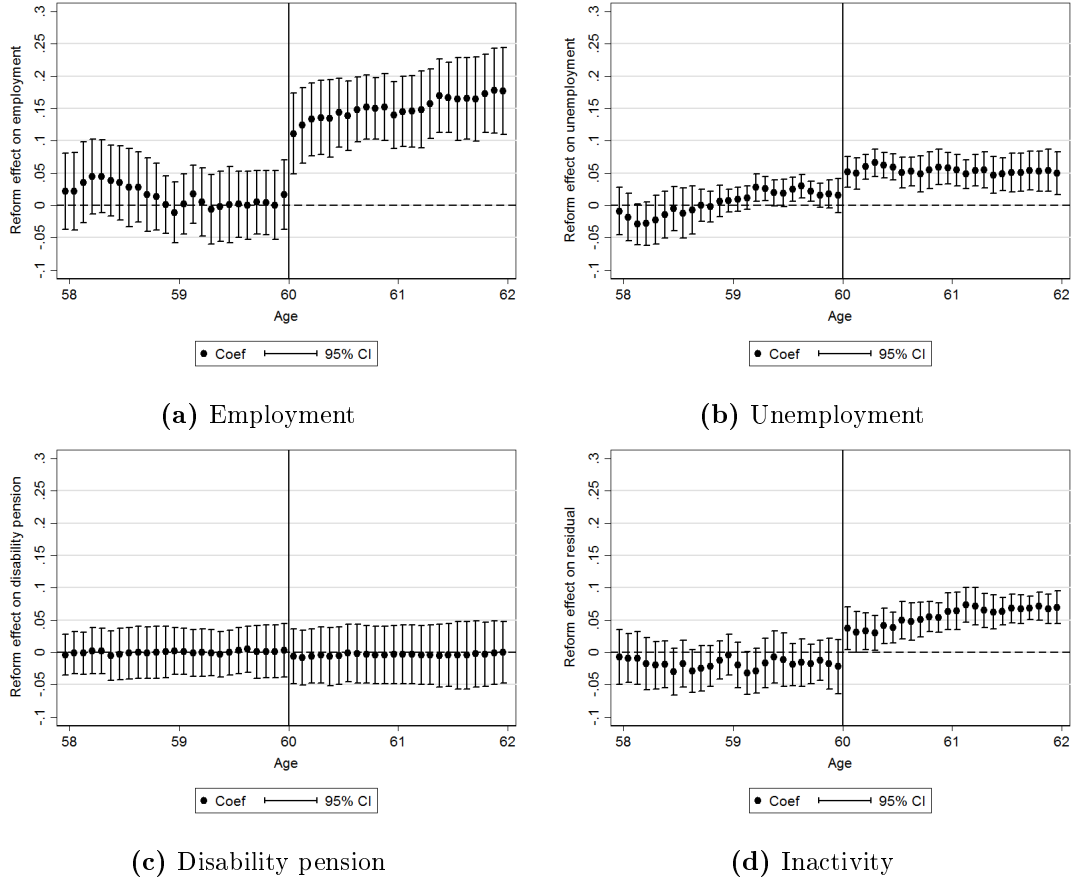 Reform effect on employment
.3
.25
.2
.15
.1
.05
0
-.05
-.1
58
59
60
61
62
Age
Coef
95% CI
(a) Employment
Reform effect on unemployment
.3
.25
.2
.15
.1
.05
0
-.05
-.1
58
59
60
61
62
Age
Coef
95% CI
(b) Unemployment
Reform effect on disability pension
.3
.25
.2
.15
.1
.05
0
-.05
-.1
58
59
60
61
62
Age
Coef
95% CI
(c) Disability pension
Reform effect on residual
.3
.25
.2
.15
.1
.05
0
-.05
-.1
58
59
60
61
62
Age
Coef
95% CI
(d) Inactivity